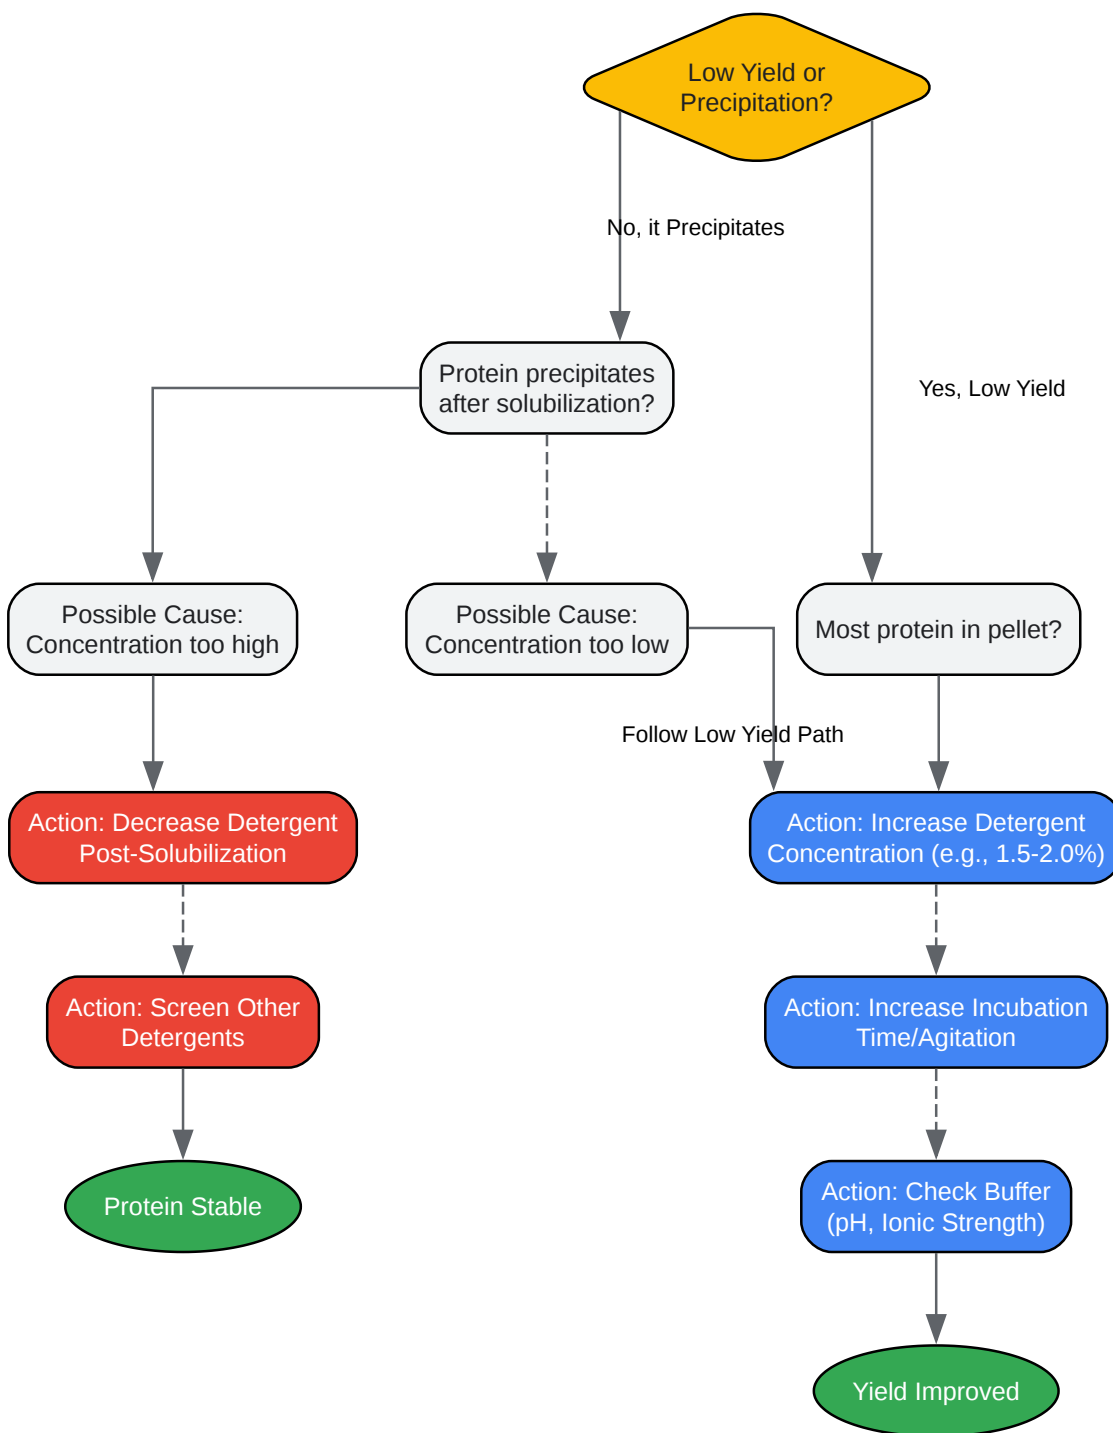 Low Yield or
Precipitation?
No, it Precipitates
Protein precipitates
after solubilization?
Yes, Low Yield
Possible Cause:
Concentration too high
Possible Cause:
Concentration too low
Most protein in pellet?
Follow Low Yield Path
Action: Decrease Detergent
Post-Solubilization
Action: Increase Detergent
Concentration (e.g., 1.5-2.0%)
Action: Screen Other
Detergents
Action: Increase Incubation
Time/Agitation
Protein Stable
Action: Check Buffer
(pH, Ionic Strength)
Yield Improved